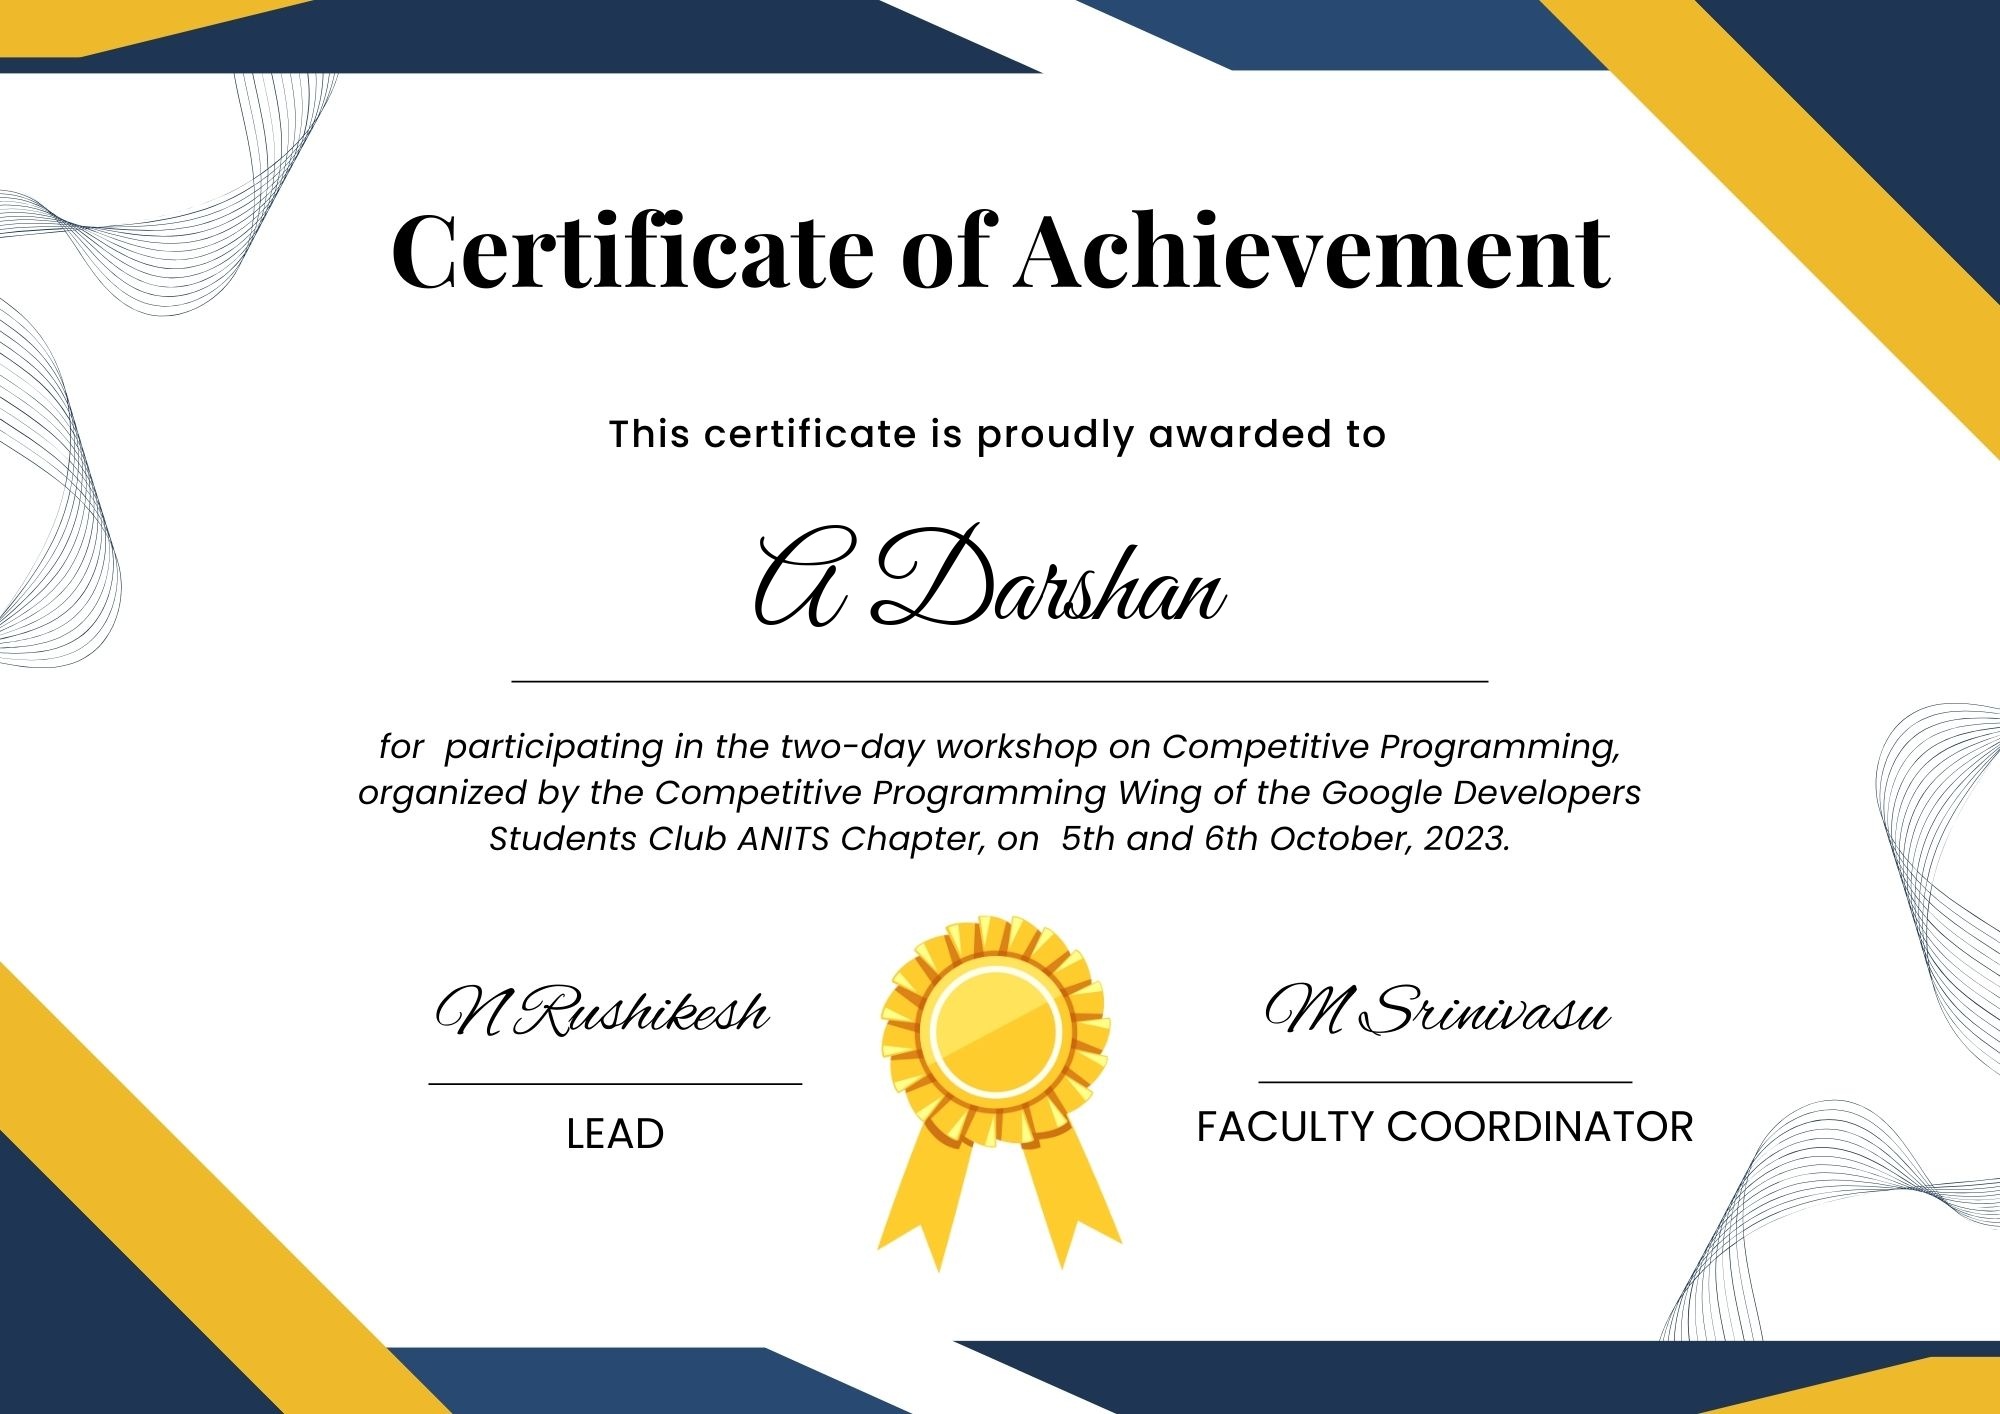 Certificate of Achievement
This certificate is proudly awarded to
A Darshan
for participating in the two-day workshop on Competitive Programming,
organized by the Competitive Programming Wing of the Google Developers
Students Club ANITS Chapter, on 5th and 6th October, 2023.
N Rushikesh
LEAD
M Srinivasu
FACULTY COORDINATOR